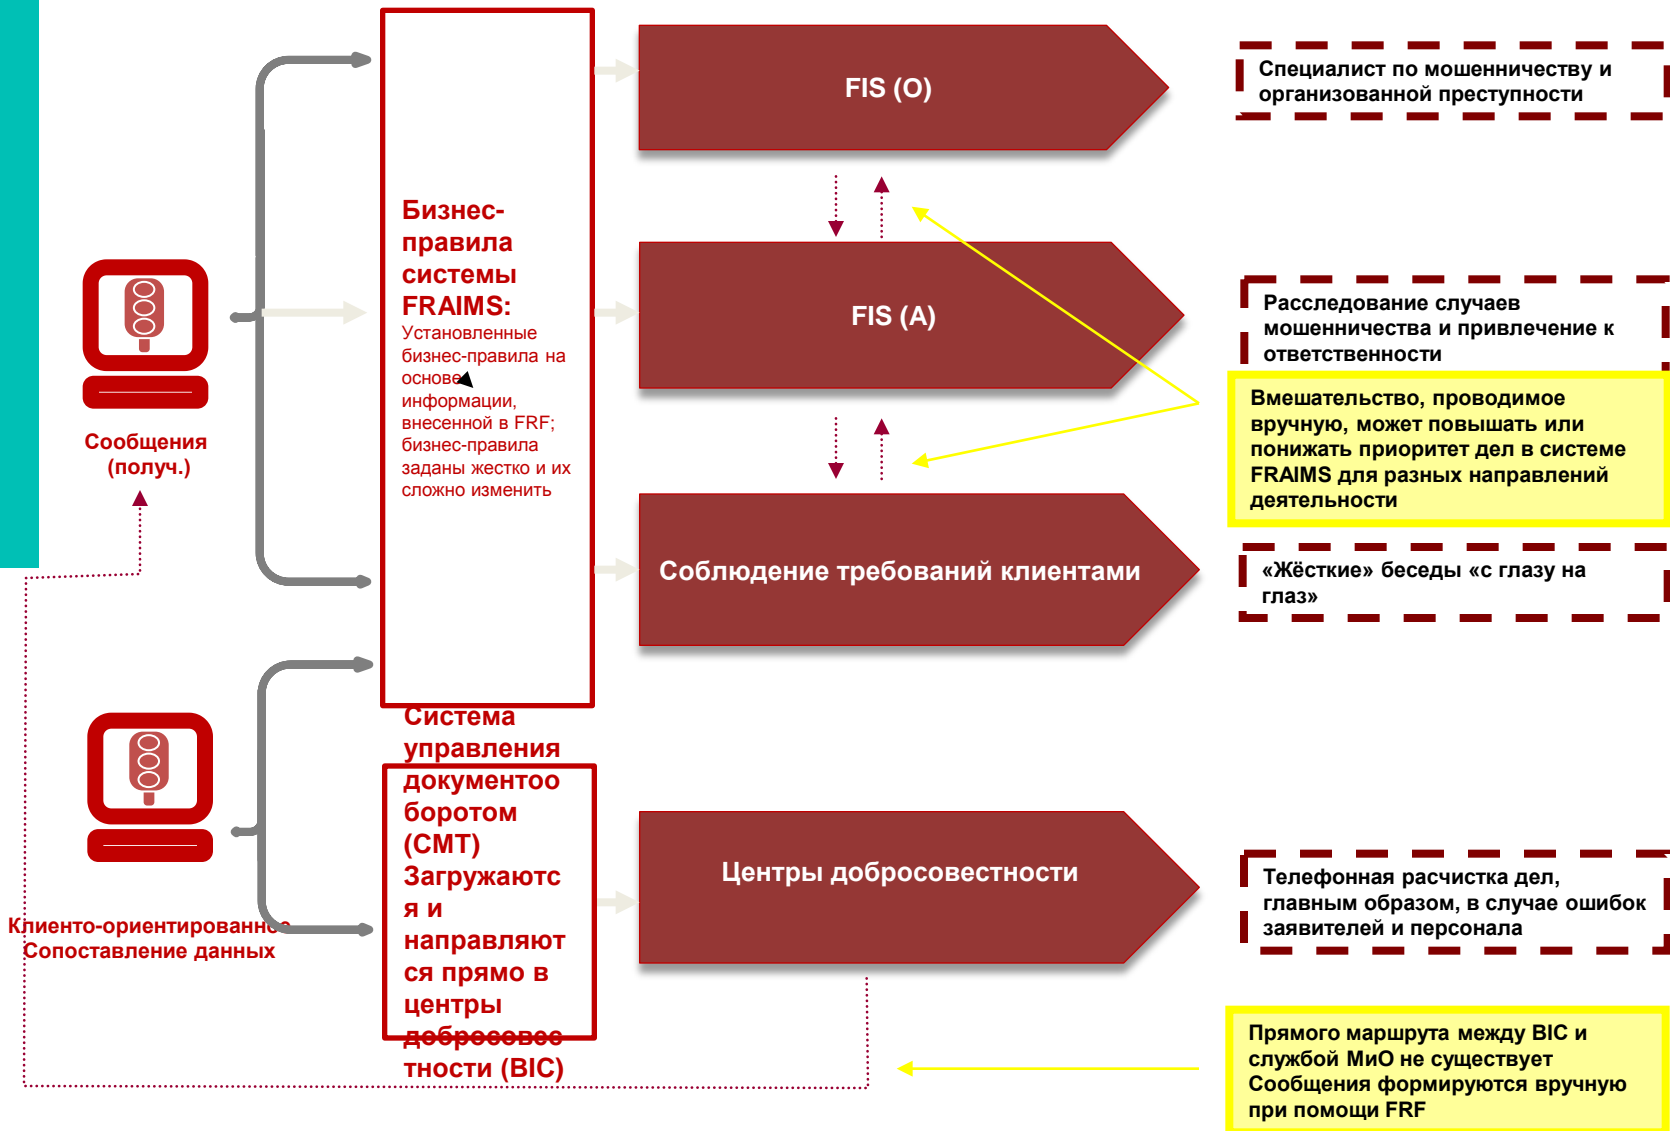 Сообщения
(получ.)
Клиенто-ориентированное
Сопоставление данных
Бизнес-
правила
системы
FRAIMS:
Установленные
бизнес-правила на
основе
информации,
внесенной в FRF;
бизнес-правила
заданы жестко и их
сложно изменить
Система
управления
документоо
боротом
(CMT)
Загружаютс
я и
направляют
ся прямо в
центры
добросовес
тности (BIC)
FIS (O)
FIS (A)
Соблюдение требований клиентами
Центры добросовестности
Специалист по мошенничеству и
организованной преступности
Расследование случаев
мошенничества и привлечение к
ответственности
Вмешательство, проводимое
вручную, может повышать или
понижать приоритет дел в системе
FRAIMS для разных направлений
деятельности
«Жёсткие» беседы «с глазу на
глаз»
Телефонная расчистка дел,
главным образом, в случае ошибок
заявителей и персонала
Прямого маршрута между BIC и
службой МиО не существует
Сообщения формируются вручную
при помощи FRF